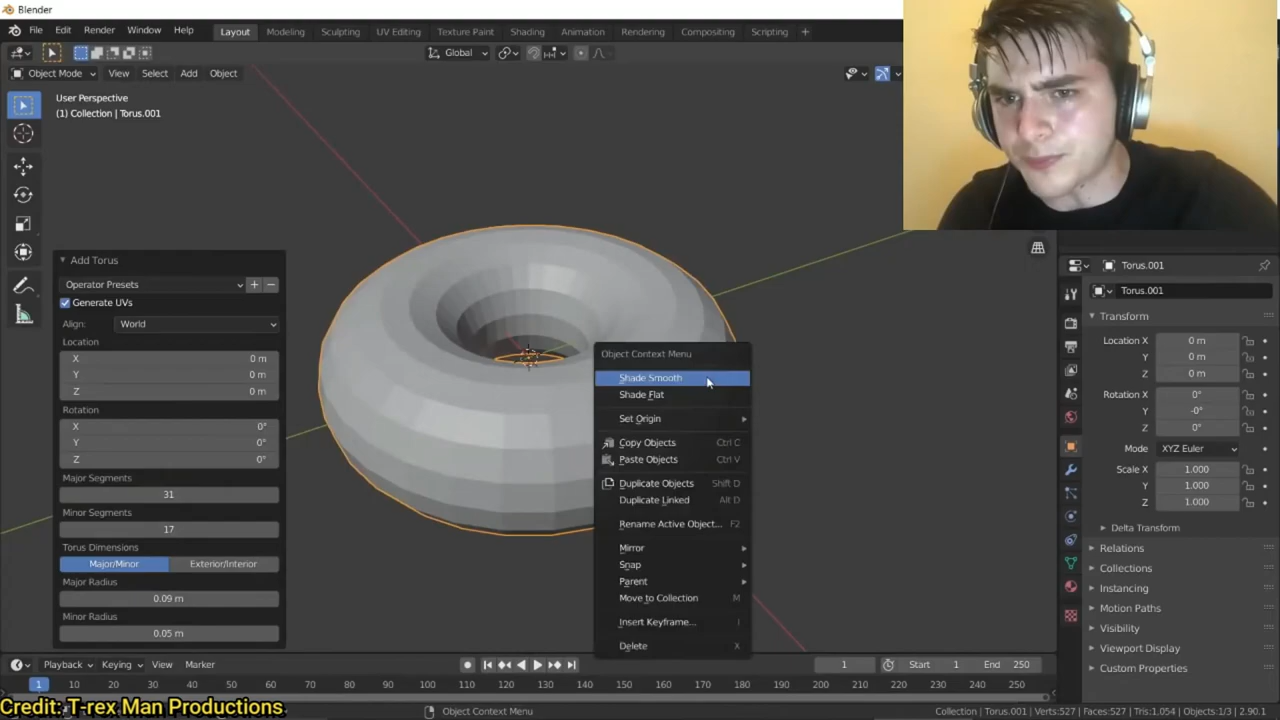 Blender
File Edit Render Window Help Layout Modeling Sculpting UV Editing Texture Paint Shading Animation Rendering Compositing Scripting +
Global
Object Mode View Select Add Object
User Perspective
(1) Collection | Torus.001
Add Torus
Operator Presets + −
Generate UVs
Align: World
Location
X 0 m
Y 0 m
Z 0 m
Rotation
X 0°
Y 0°
Z 0°
Major Segments
31
Minor Segments
17
Torus Dimensions
Major/Minor Exterior/Interior
Major Radius
0.09 m
Minor Radius
0.05 m
Object Context Menu
Shade Smooth
Shade Flat
Set Origin
Copy Objects Ctrl C
Paste Objects Ctrl V
Duplicate Objects Shift D
Duplicate Linked Alt D
Rename Active Object... F2
Mirror
Snap
Parent
Move to Collection M
Insert Keyframe... I
Delete X
Torus.001
Torus.001
Transform
Location X 0 m
Y 0 m
Z 0 m
Rotation X 0°
Y -0°
Z 0°
Mode XYZ Euler
Scale X 1.000
Y 1.000
Z 1.000
Delta Transform
Relations
Collections
Instancing
Motion Paths
Visibility
Viewport Display
Custom Properties
Playback Keying View Marker 1 Start 1 End 250
1 10 20 30 40 50 60 70 80 90 100 110 120 130 140 150 160 170 180 190 200 210 220 230 240 250
Credit: T-rex Man Productions.
Object Context Menu
Collection | Torus.001 | Verts:527 | Faces:527 | Tris:1,054 | Objects:1/3 | 2.90.1